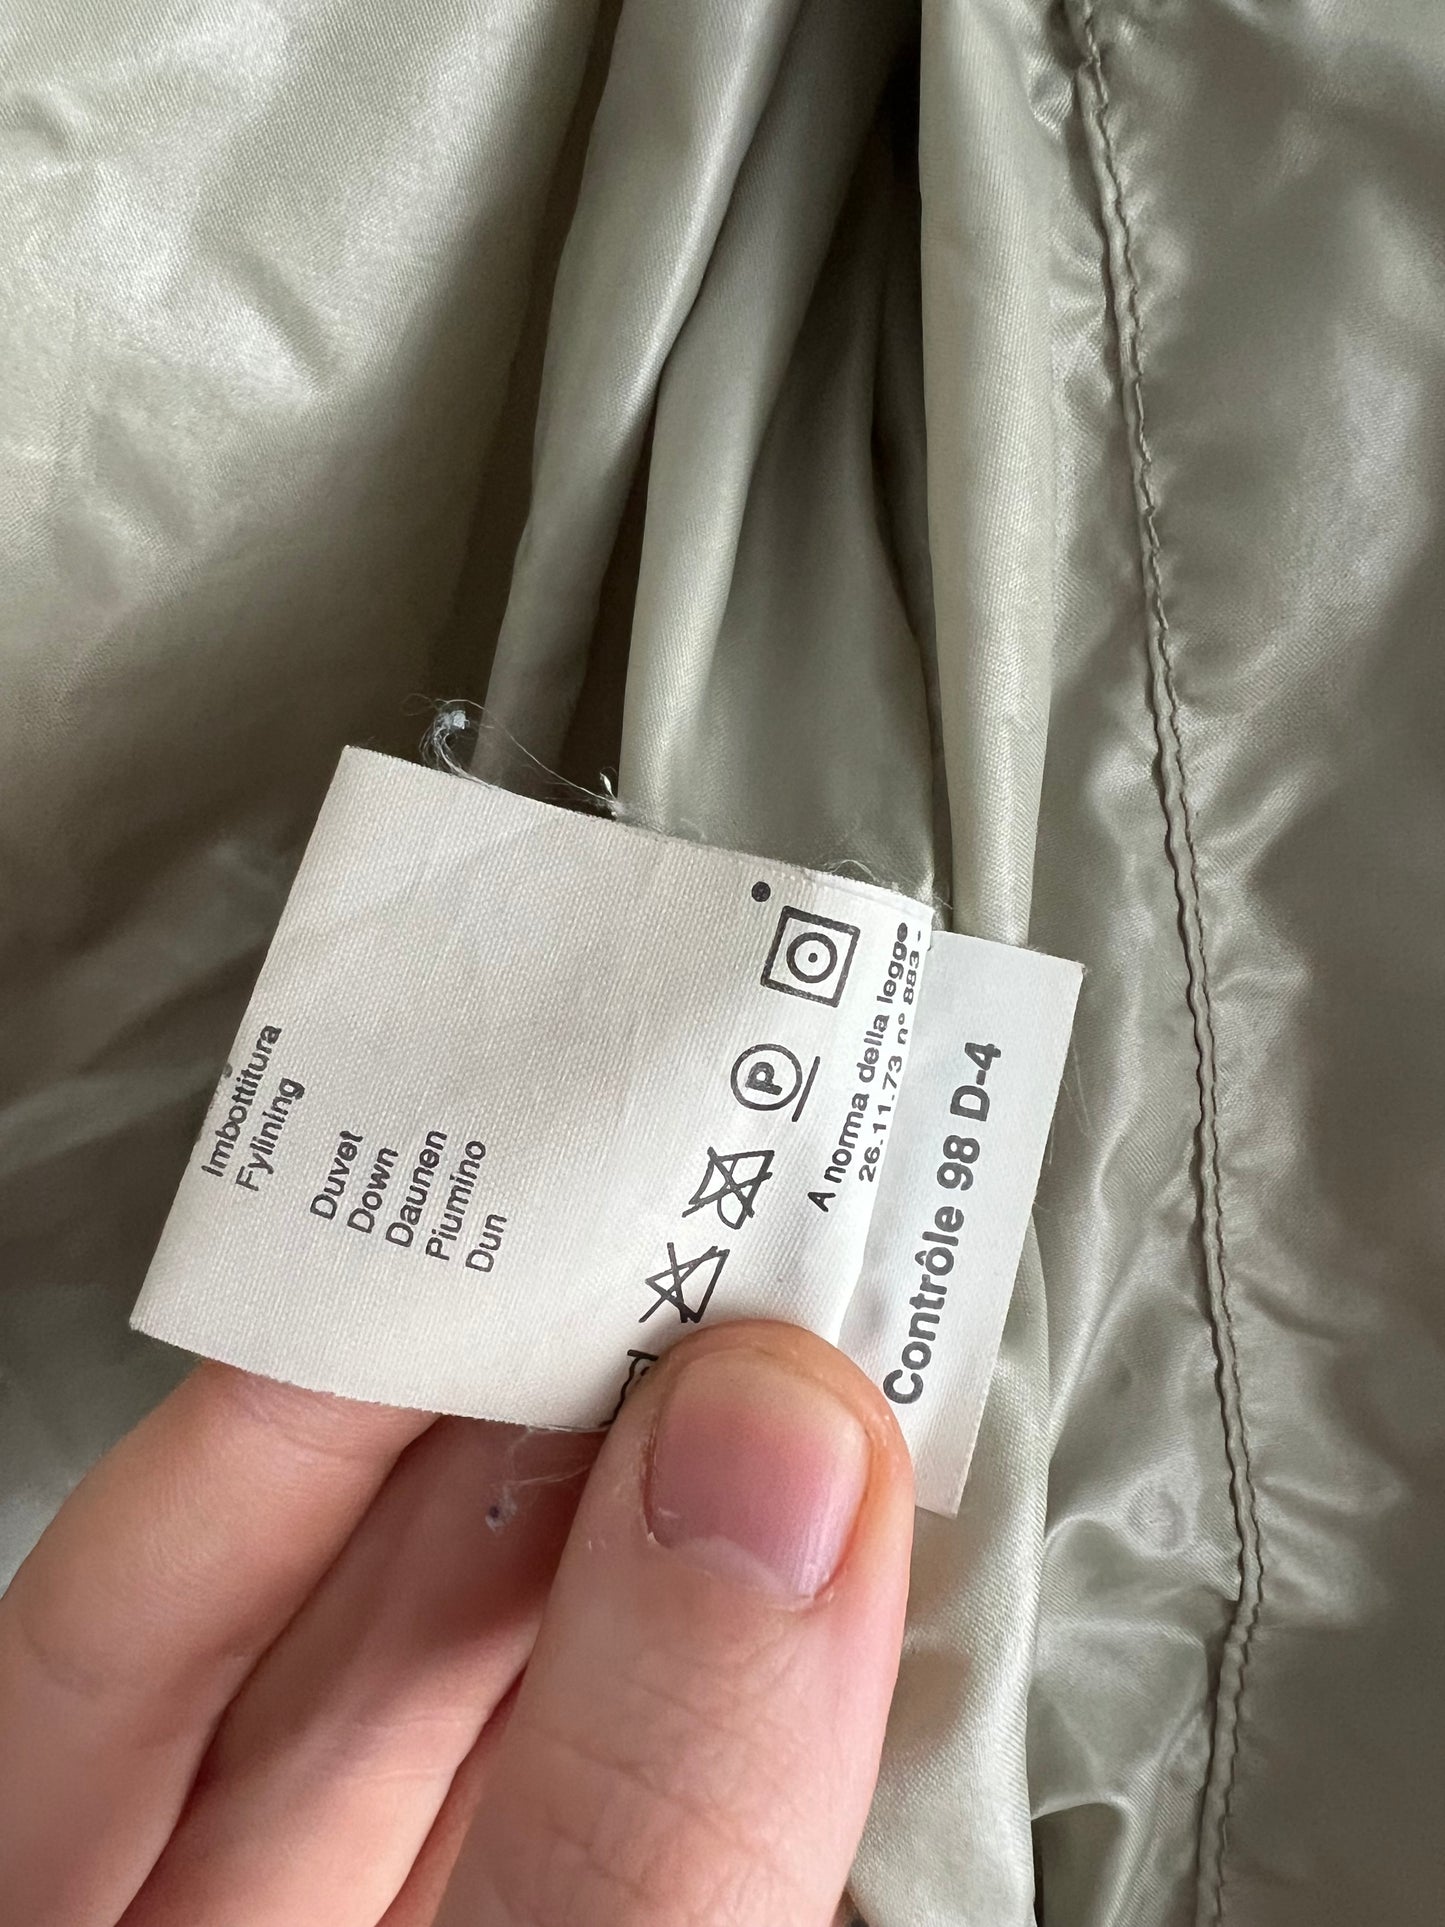 Imbottitura
Fylining
Duvet
Down
Daunen
Piumino
Dun
P
A norma della legge
26.11.73 n° 883 -
Contrôle 98 D-4